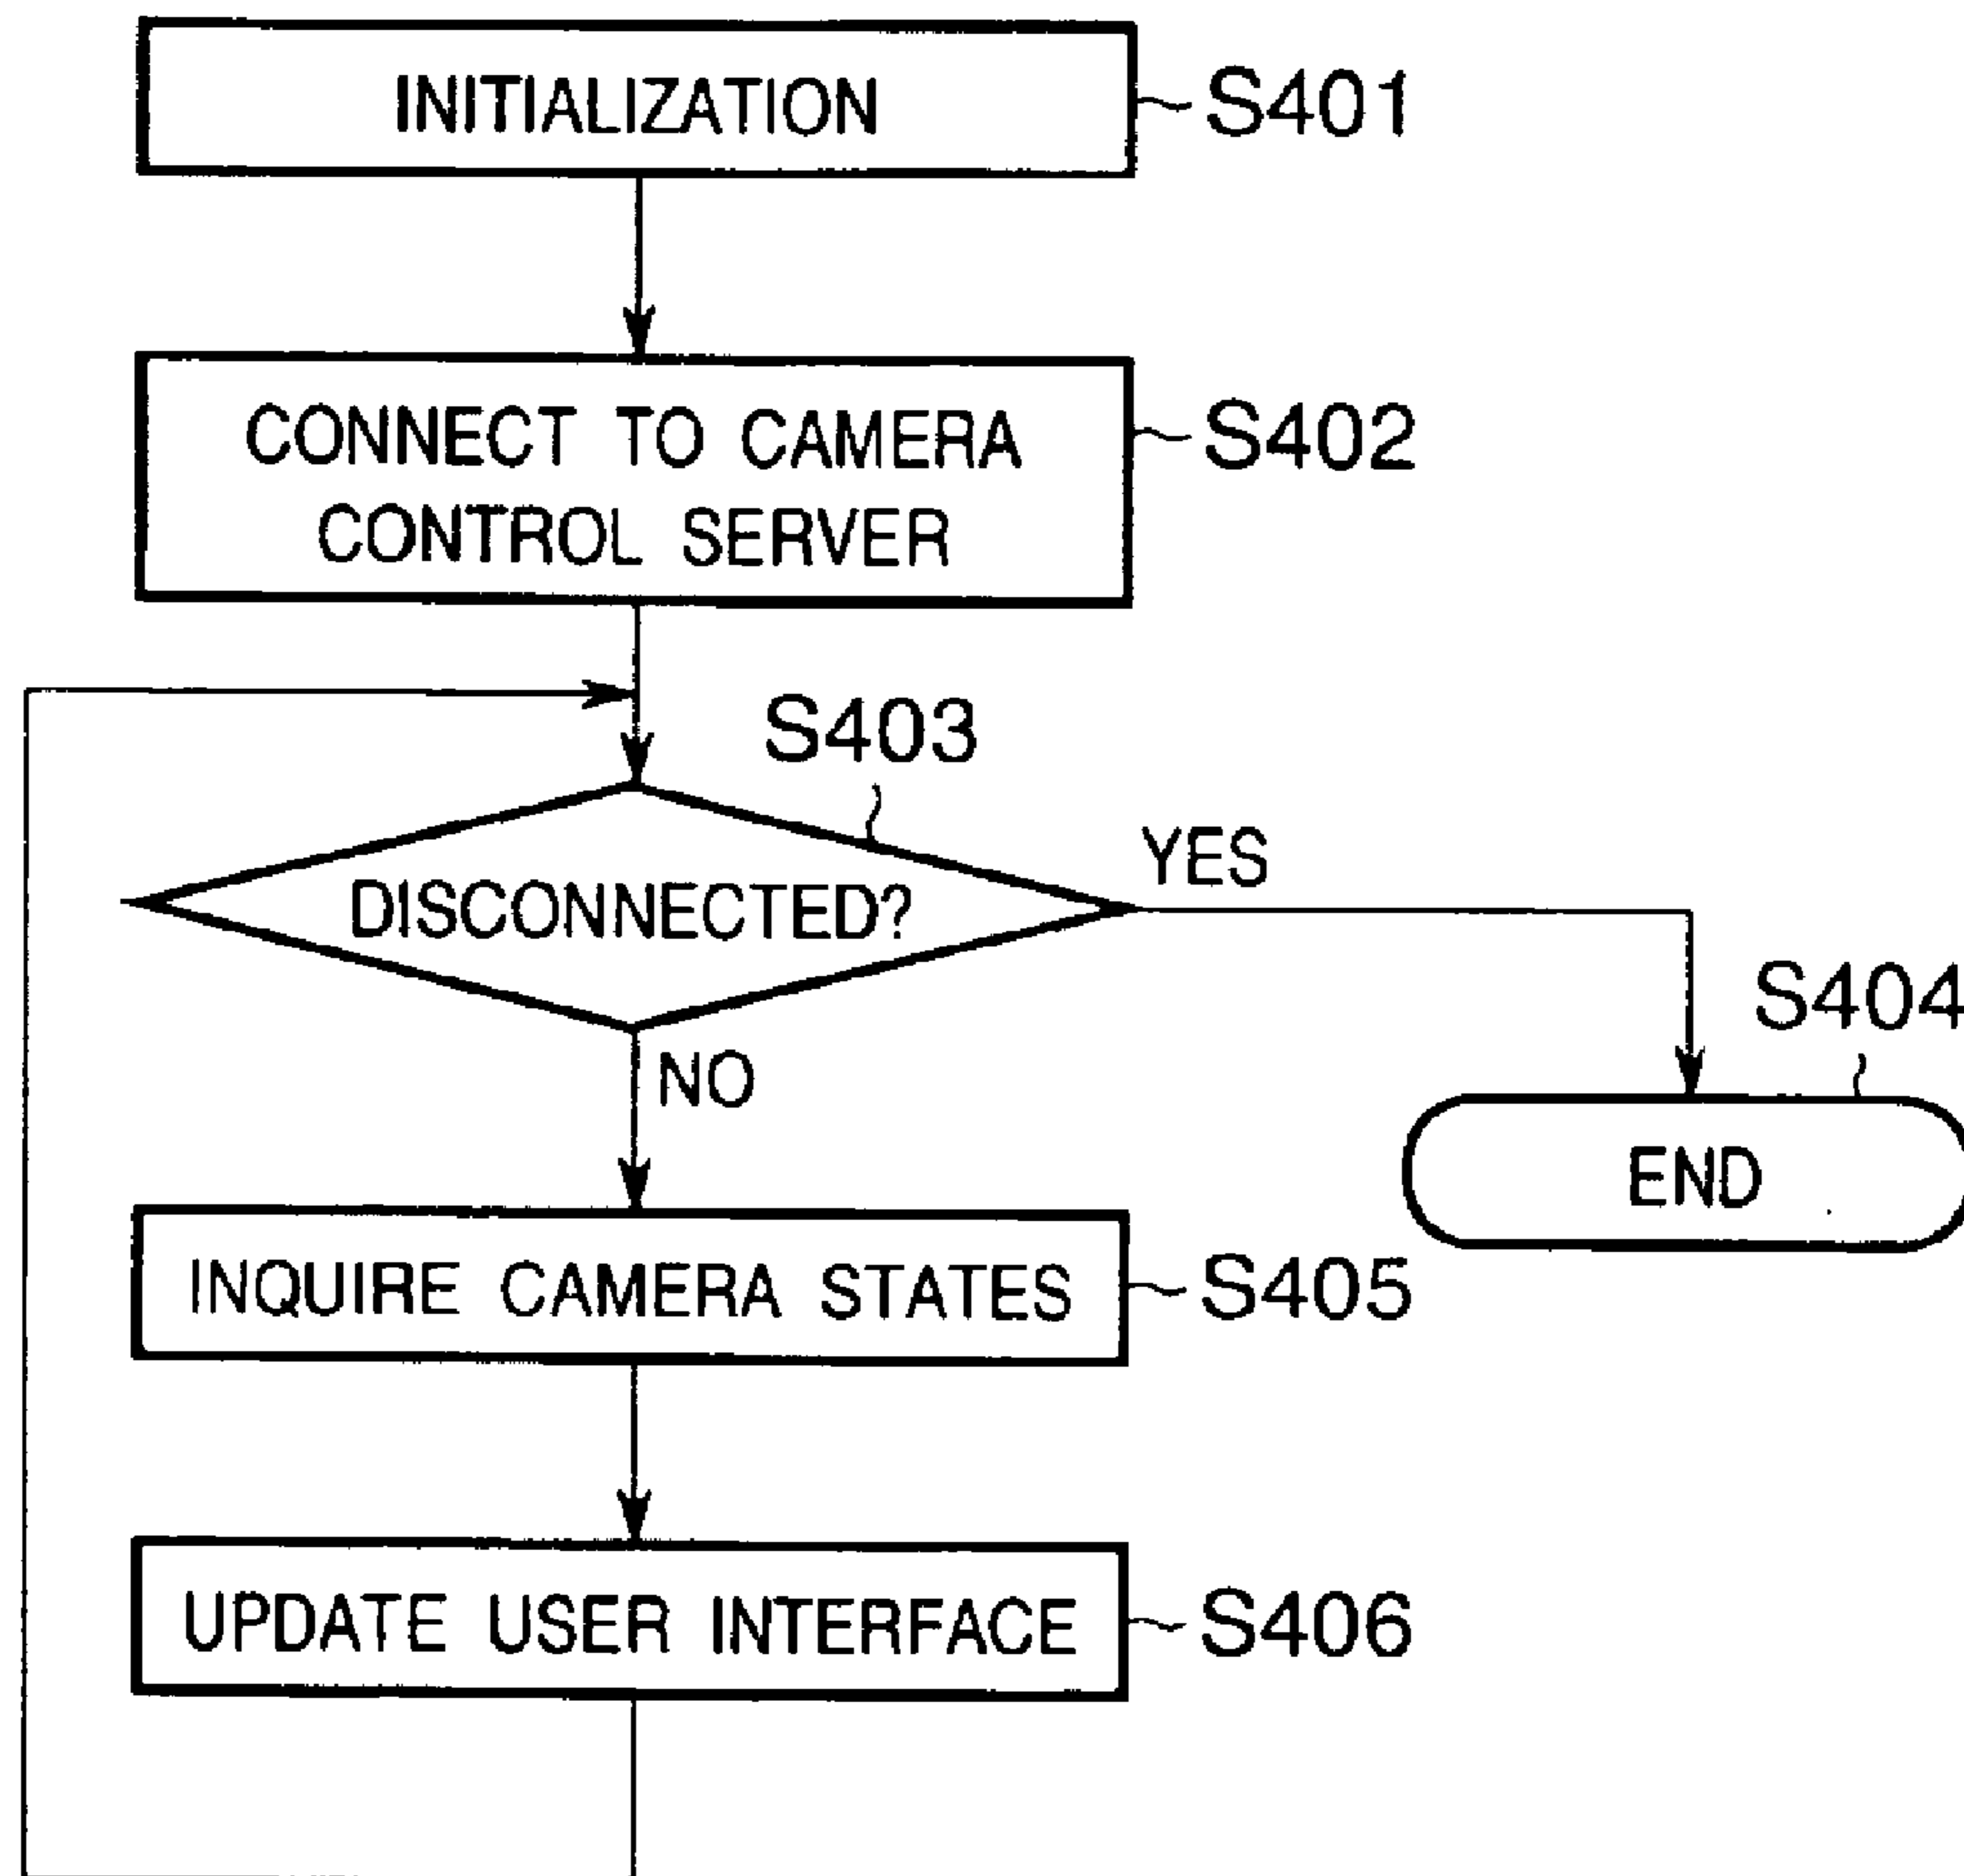 INITIALIZATION
S401
CONNECT TO CAMERA
CONTROL SERVER
S402
S403
DISCONNECTED?
YES
S404
NO
END
INQUIRE CAMERA STATES
S405
UPDATE USER INTERFACE
S406